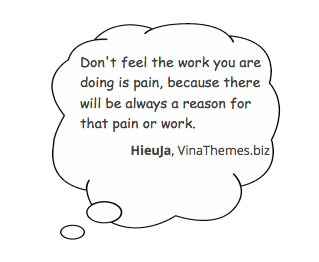 Don't feel the work you are
doing is pain, because there
will be always a reason for
that pain or work.
HieuJa, VinaThemes.biz